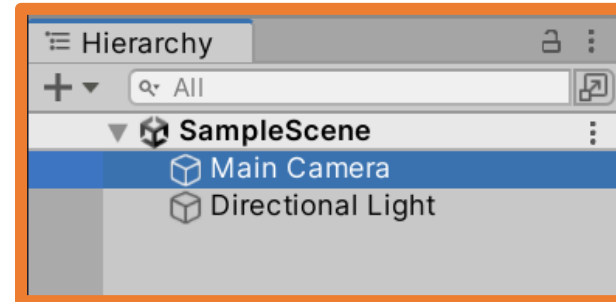 Hierarchy
All
SampleScene
Main Camera
Directional Light